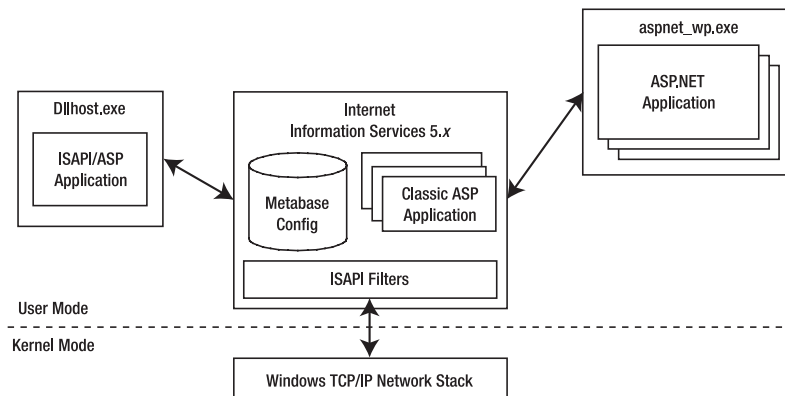 aspnet_wp.exe
ASP.NET
Application
Dllhost.exe
ISAPI/ASP
Application
Internet
Information Services 5.x
Metabase
Config
Classic ASP
Application
ISAPI Filters
User Mode
Kernel Mode
Windows TCP/IP Network Stack